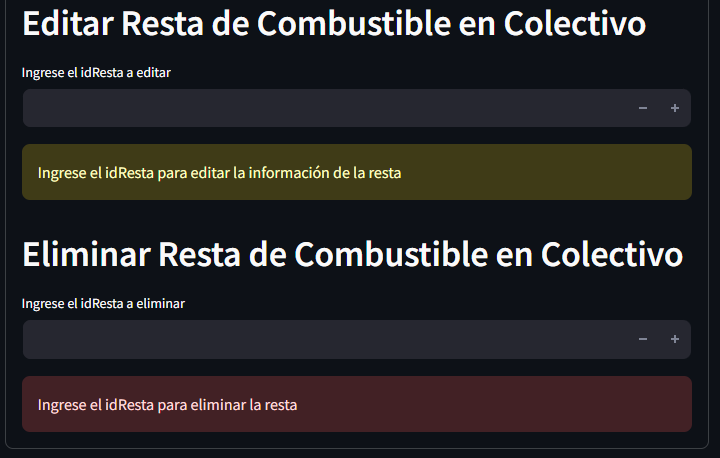 Editar Resta de Combustible en Colectivo
Ingrese el idResta a editar
Ingrese el idResta para editar la información de la resta
Eliminar Resta de Combustible en Colectivo
Ingrese el idResta a eliminar
Ingrese el idResta para eliminar la resta